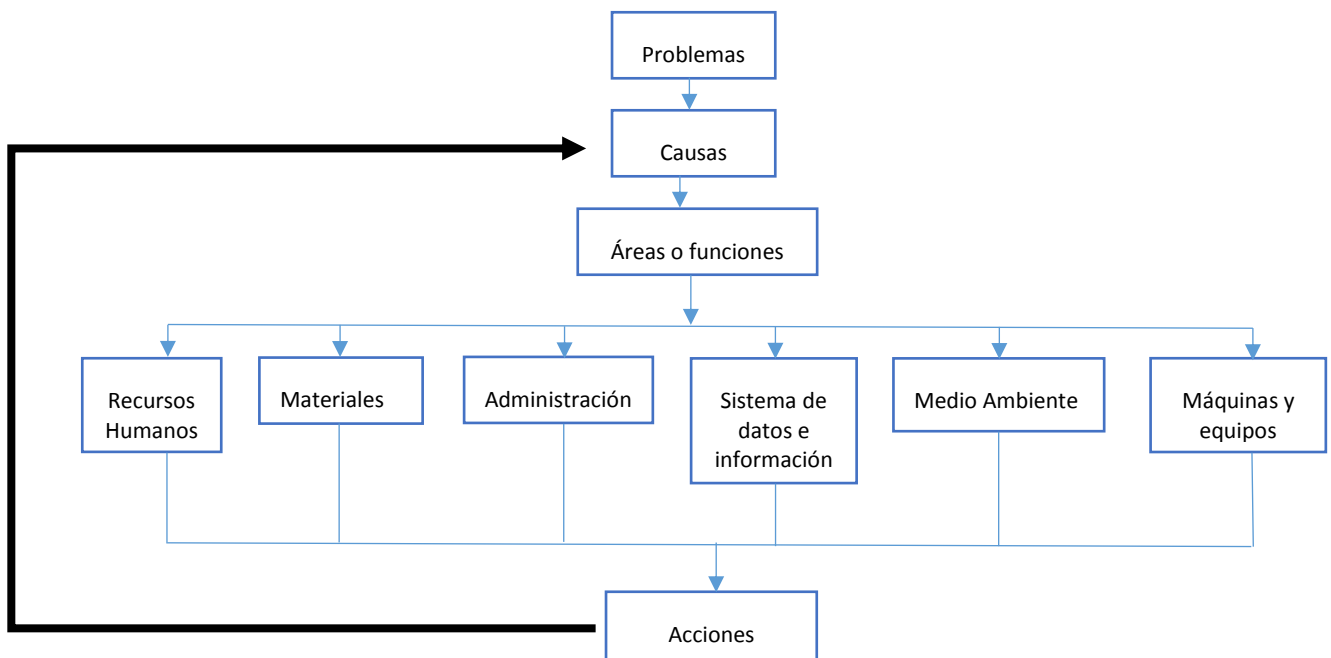 Problemas
Causas
Áreas o funciones
Recursos
Humanos
Materiales
Administración
Sistema de
datos e
información
Medio Ambiente
Máquinas y
equipos
Acciones